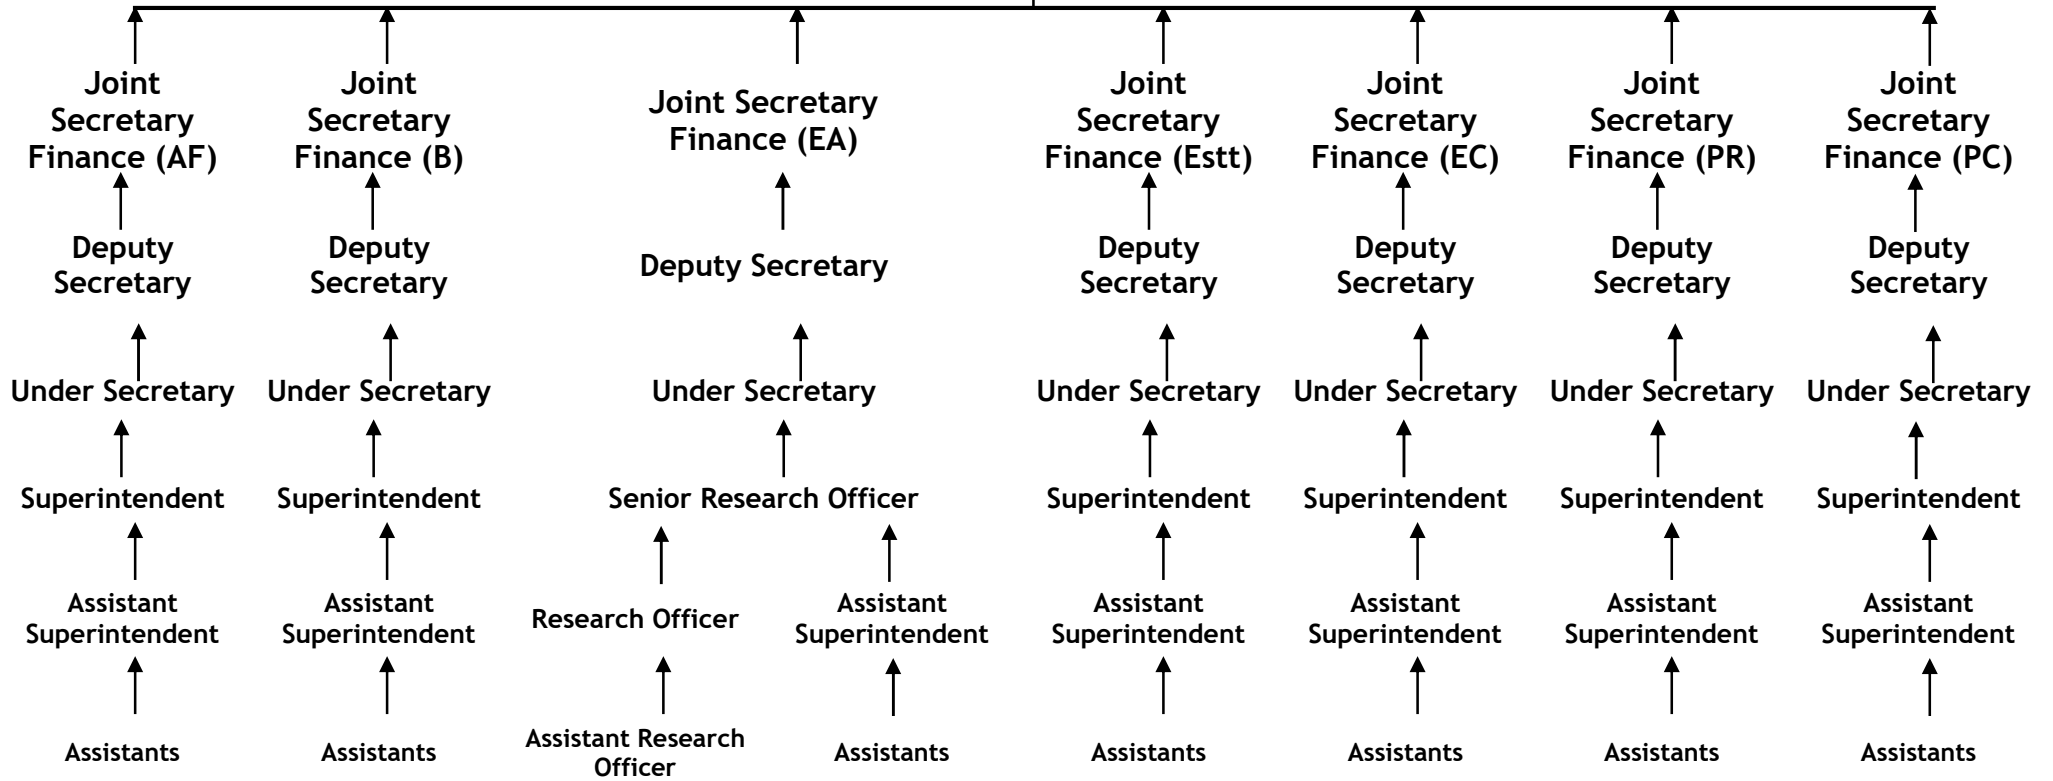 Joint
Secretary
Finance (AF)
Joint
Secretary
Finance (B)
Joint Secretary
Finance (EA)
Joint
Secretary
Finance (Estt)
Joint
Secretary
Finance (EC)
Joint
Secretary
Finance (PR)
Joint
Secretary
Finance (PC)
Deputy
Secretary
Deputy
Secretary
Deputy Secretary
Deputy
Secretary
Deputy
Secretary
Deputy
Secretary
Deputy
Secretary
Under Secretary
Under Secretary
Under Secretary
Under Secretary
Under Secretary
Under Secretary
Under Secretary
Superintendent
Superintendent
Senior Research Officer
Superintendent
Superintendent
Superintendent
Superintendent
Assistant
Superintendent
Assistant
Superintendent
Research Officer
Assistant
Superintendent
Assistant
Superintendent
Assistant
Superintendent
Assistant
Superintendent
Assistant
Superintendent
Assistants
Assistants
Assistant Research
Officer
Assistants
Assistants
Assistants
Assistants
Assistants